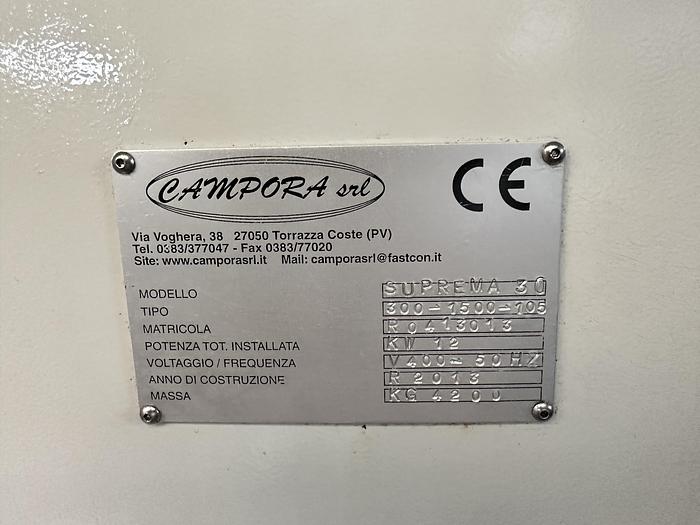 CAMPORA srl
CE
Via Voghera, 38 27050 Torrazza Coste (PV)
Tel. 0383/377047 - Fax 0383/77020
Site: www.camporasrl.it Mail: camporasrl@fastcon.it
MODELLO SUPREMA 30
TIPO 300-1500-105
MATRICOLA R0413013
POTENZA TOT. INSTALLATA KW 12
VOLTAGGIO / FREQUENZA V400-50HZ
ANNO DI COSTRUZIONE R 2013
MASSA KG 4200